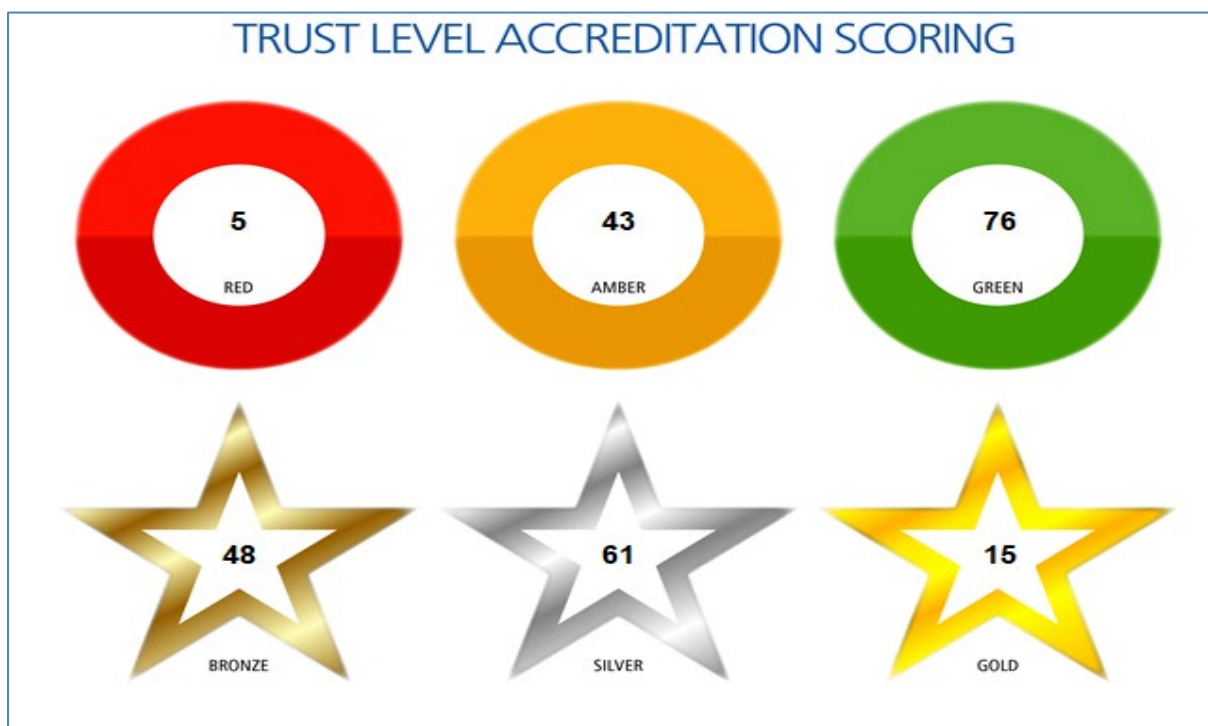 TRUST LEVEL ACCREDITATION SCORING
5
RED
43
AMBER
76
GREEN
48
BRONZE
61
SILVER
15
GOLD